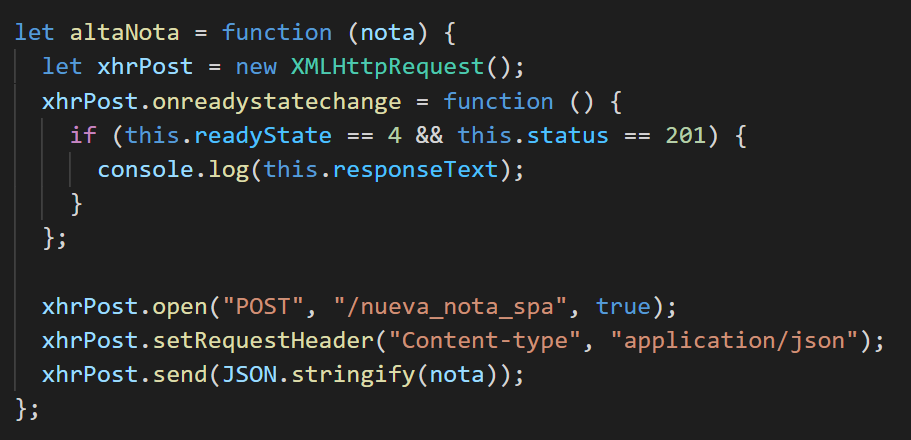 let altaNota = function (nota) {
  let xhrPost = new XMLHttpRequest();
  xhrPost.onreadystatechange = function () {
    if (this.readyState == 4 && this.status == 201) {
      console.log(this.responseText);
    }
  };

  xhrPost.open("POST", "/nueva_nota_spa", true);
  xhrPost.setRequestHeader("Content-type", "application/json");
  xhrPost.send(JSON.stringify(nota));
};